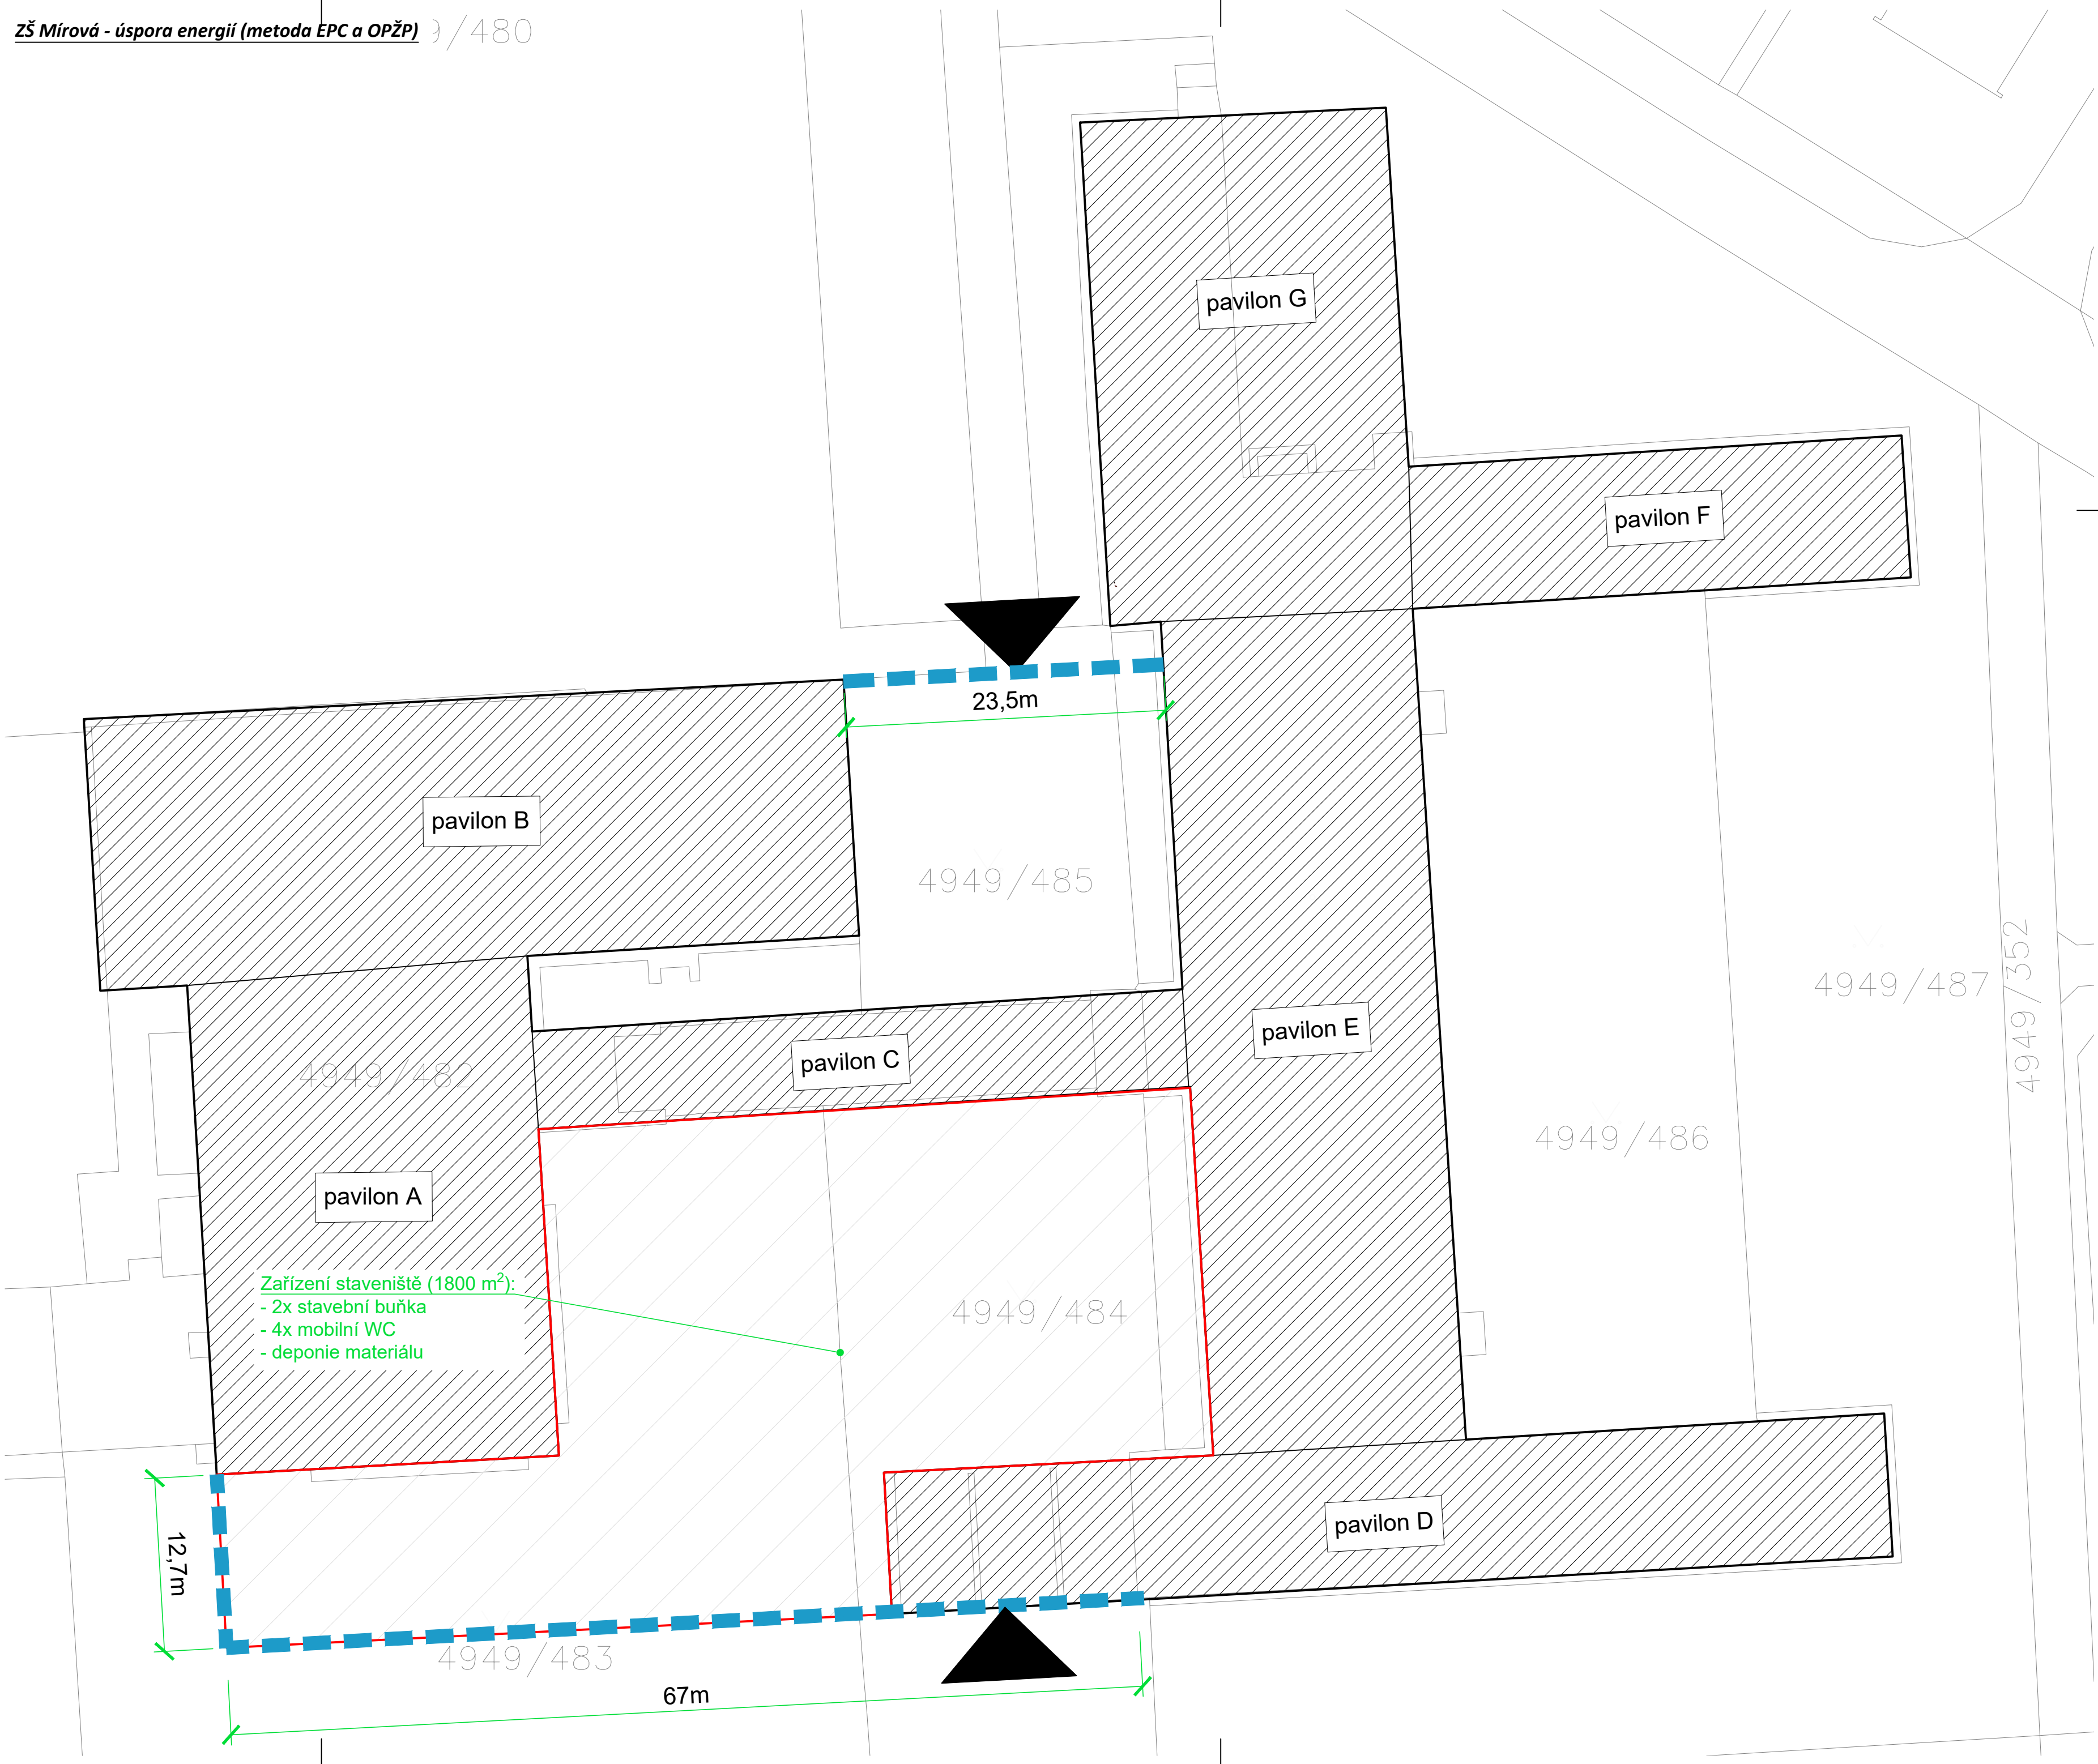 ZŠ Mírová - úspora energií (metoda EPC a OPŽP)
/480
pavilon G
pavilon F
23,5m
pavilon B
4949/485
4949/352
4949/487
pavilon E
pavilon C
4949/482
4949/486
pavilon A
Zařízení staveniště (1800 m²):
- 2x stavební buňka
- 4x mobilní WC
- deponie materiálu
4949/484
pavilon D
12,7m
4949/483
67m